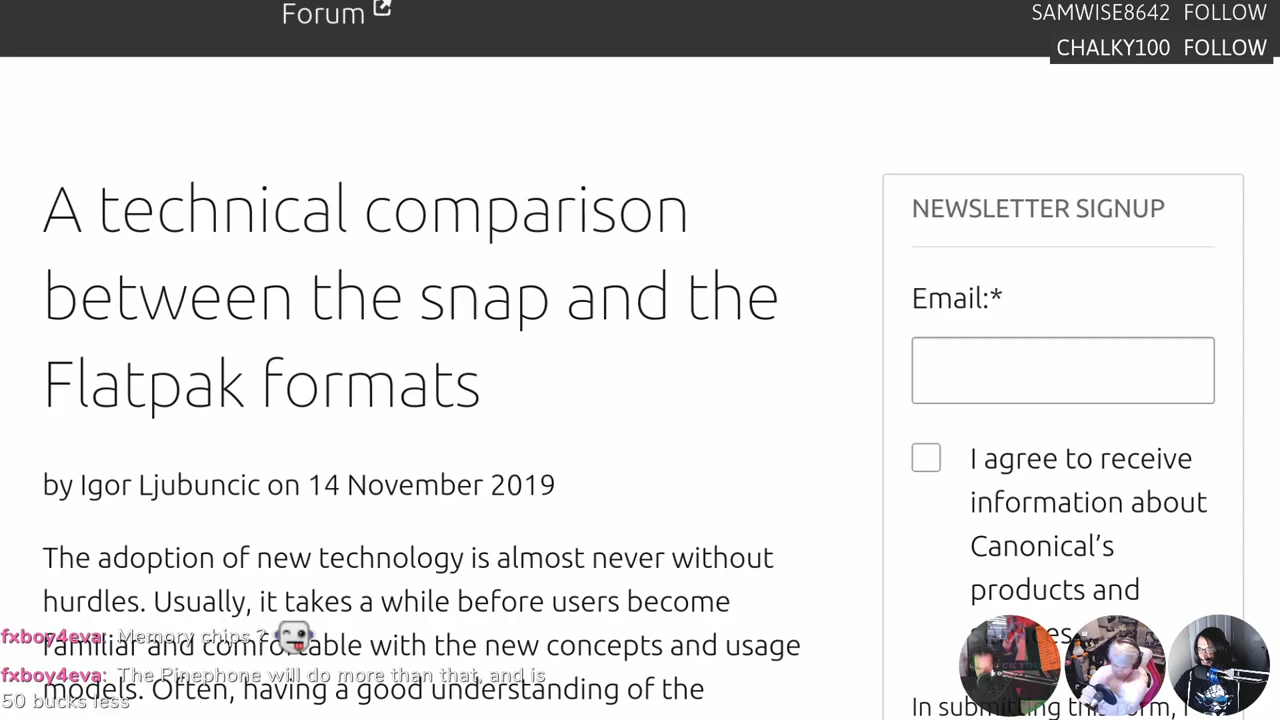 Forum
SAMWISE8642 FOLLOW
CHALKY100 FOLLOW
A technical comparison
between the snap and the
Flatpak formats
by Igor Ljubuncic on 14 November 2019
The adoption of new technology is almost never without
hurdles. Usually, it takes a while before users become
familiar and comfortable with the new concepts and usage
models. Often, having a good understanding of the
fxboy4eva: Memory chips ?
fxboy4eva: The Pinephone will do more than that, and is
50 bucks less
NEWSLETTER SIGNUP
Email:*
I agree to receive
information about
Canonical's
products and
In submitting this form, I